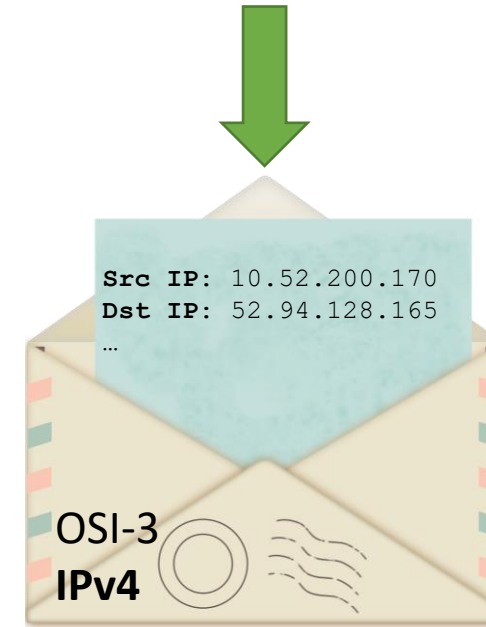 Src IP: 10.52.200.170
Dst IP: 52.94.128.165
…
OSI-3
IPv4